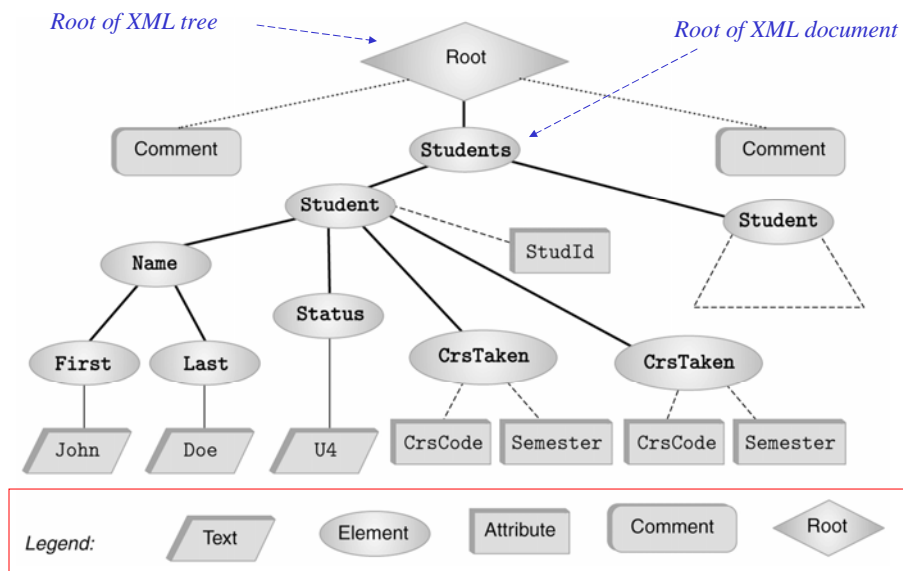 Root of XML tree
Root of XML document
Root
Comment
Students
Comment
Student
Student
StudId
Name
Status
First
Last
CrsTaken
CrsTaken
John
Doe
U4
CrsCode
Semester
CrsCode
Semester
Legend:
Text
Element
Attribute
Comment
Root